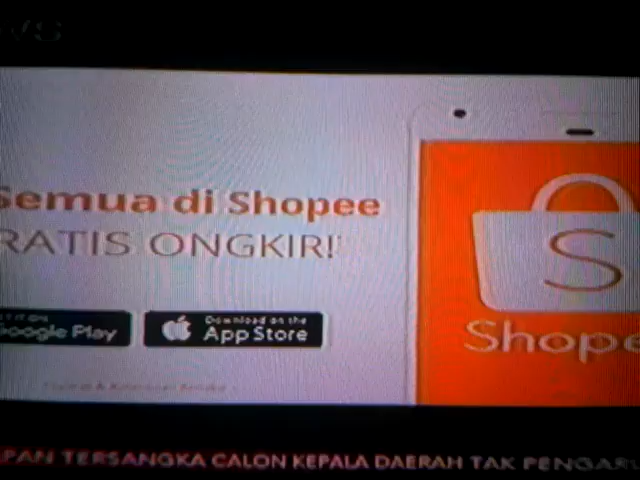 Semua di Shopee
RATIS ONGKIR!
Google Play
Download on the
App Store
S
Shope
PAN TERSANGKA CALON KEPALA DAERAH TAK PENGAR